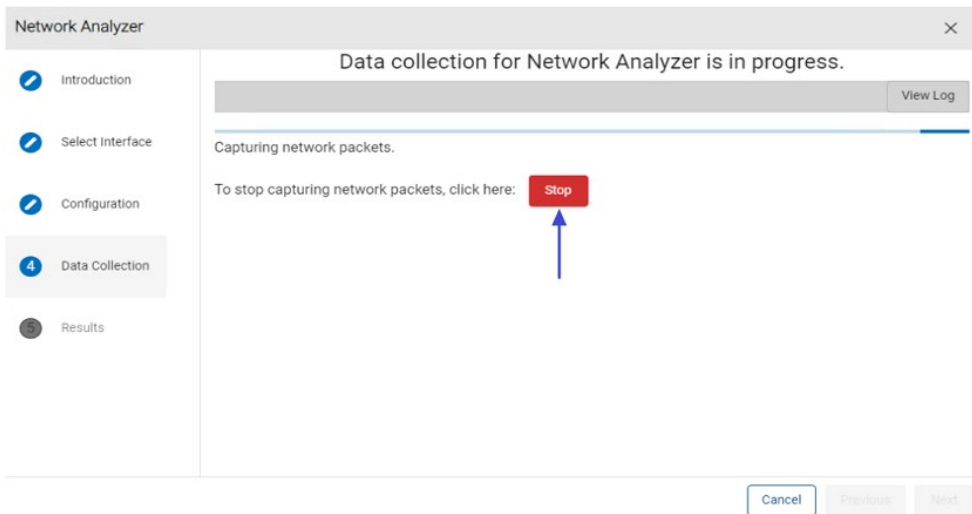 Network Analyzer
Introduction
Select Interface
Configuration
4 Data Collection
5 Results
Data collection for Network Analyzer is in progress.
View Log
Capturing network packets.
To stop capturing network packets, click here: Stop
Cancel Previous Next